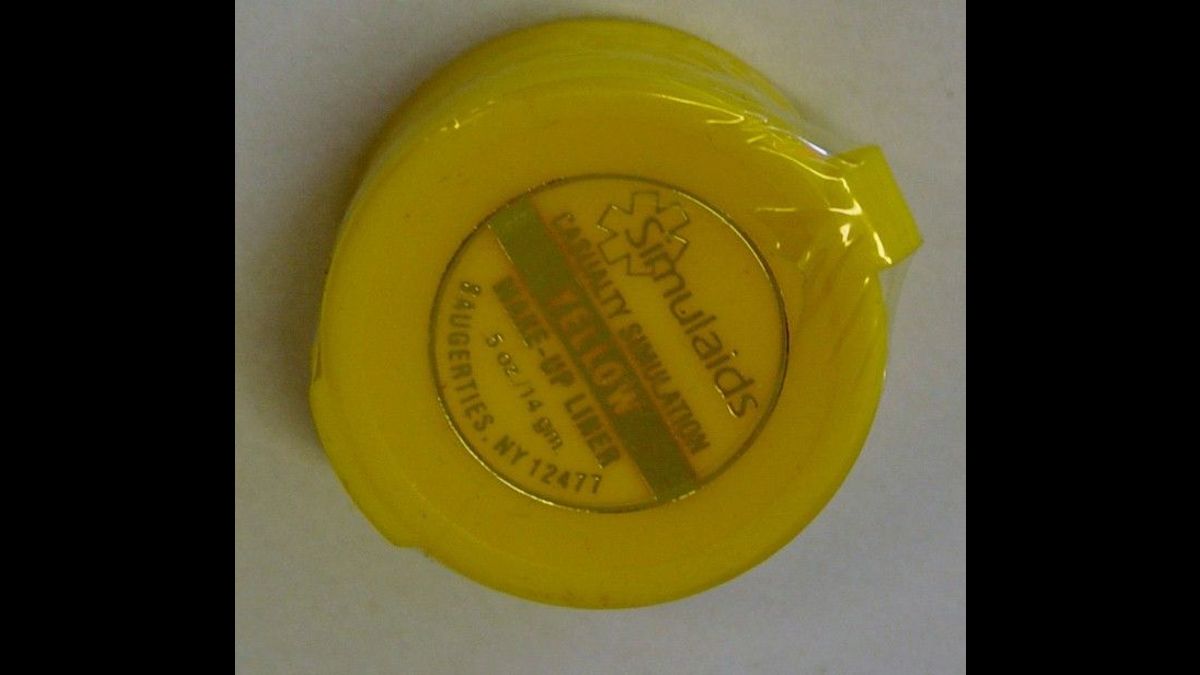 Simulaids
CASUALTY SIMULATION
YELLOW
MAKE-UP LINER
5 oz./14 gm.
SAUGERTIES, NY 12477